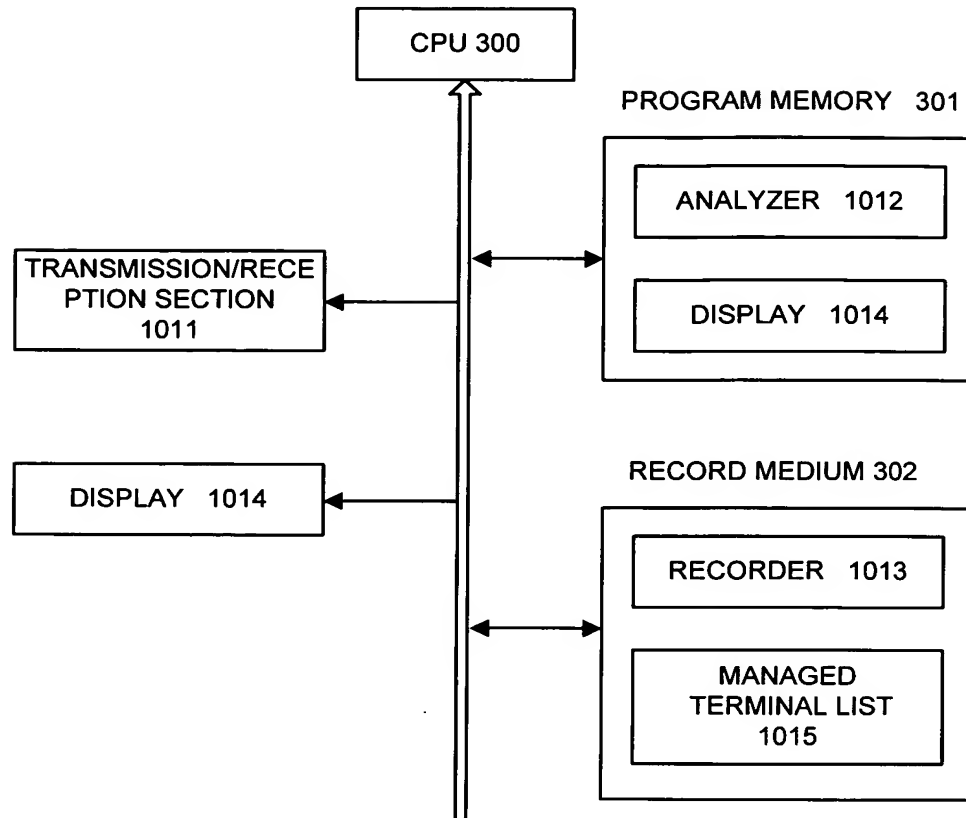 CPU 300
PROGRAM MEMORY 301
ANALYZER 1012
DISPLAY 1014
TRANSMISSION/RECE
PTION SECTION
1011
DISPLAY 1014
RECORD MEDIUM 302
RECORDER 1013
MANAGED
TERMINAL LIST
1015